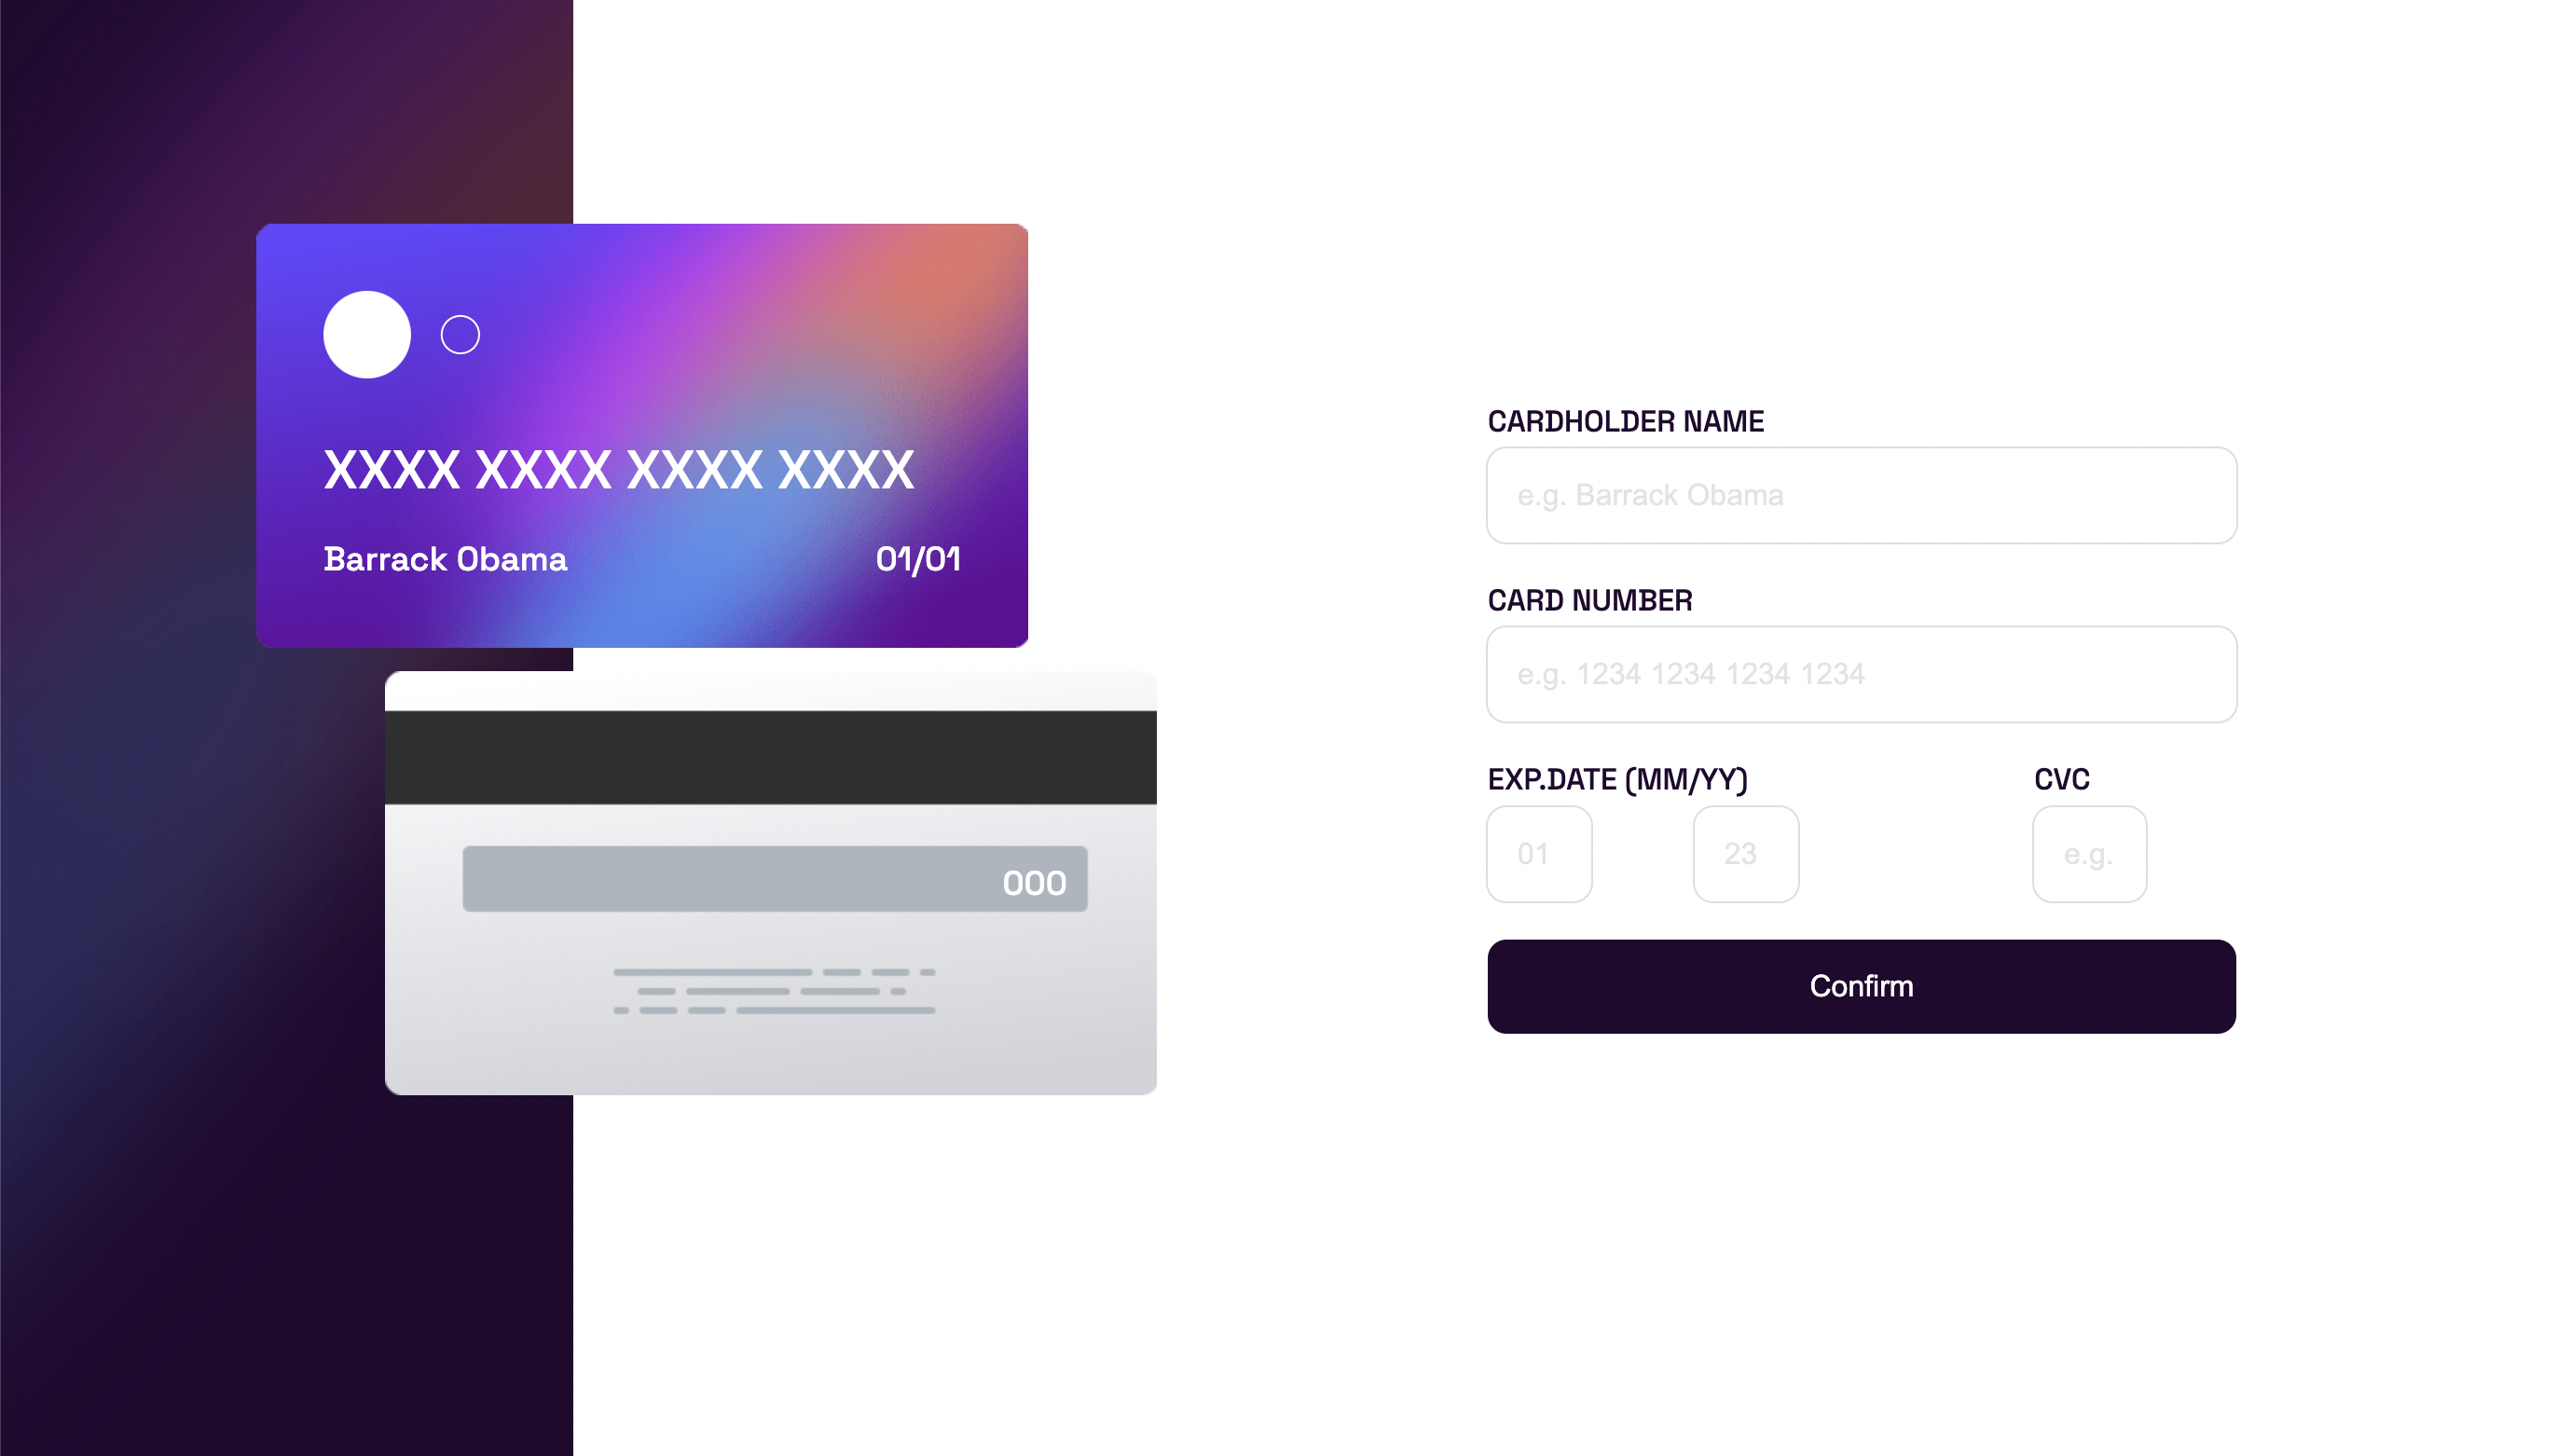 XXXX XXXX XXXX XXXX
Barrack Obama 01/01
000
CARDHOLDER NAME
e.g. Barrack Obama
CARD NUMBER
e.g. 1234 1234 1234 1234
EXP.DATE (MM/YY) CVC
01 23 e.g.
Confirm